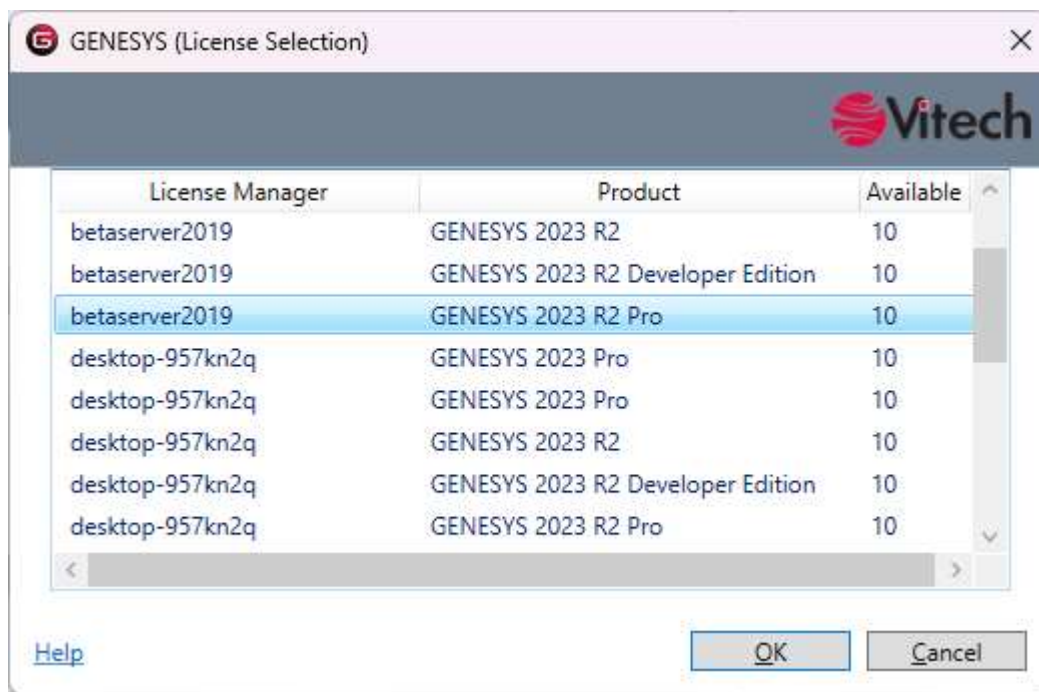 GENESYS (License Selection)
Vitech
License Manager Product Available
betaserver2019 GENESYS 2023 R2 10
betaserver2019 GENESYS 2023 R2 Developer Edition 10
betaserver2019 GENESYS 2023 R2 Pro 10
desktop-957kn2q GENESYS 2023 Pro 10
desktop-957kn2q GENESYS 2023 Pro 10
desktop-957kn2q GENESYS 2023 R2 10
desktop-957kn2q GENESYS 2023 R2 Developer Edition 10
desktop-957kn2q GENESYS 2023 R2 Pro 10
Help OK Cancel